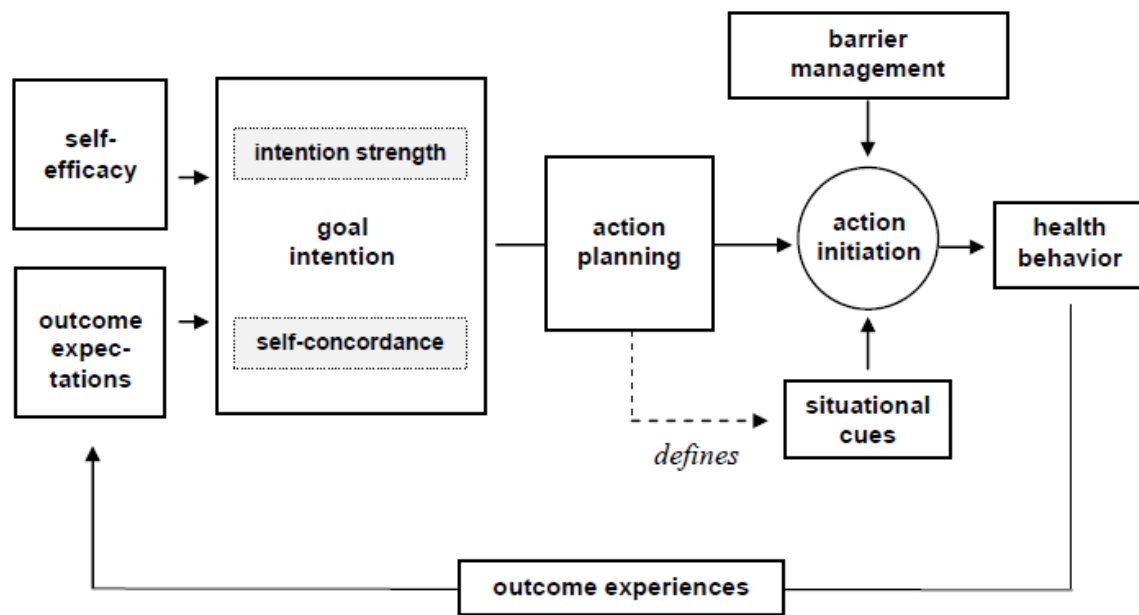 barrier
management
self-
efficacy
intention strength
goal
intention
self-concordance
outcome
expec-
tations
action
planning
action
initiation
health
behavior
situational
cues
defines
outcome experiences